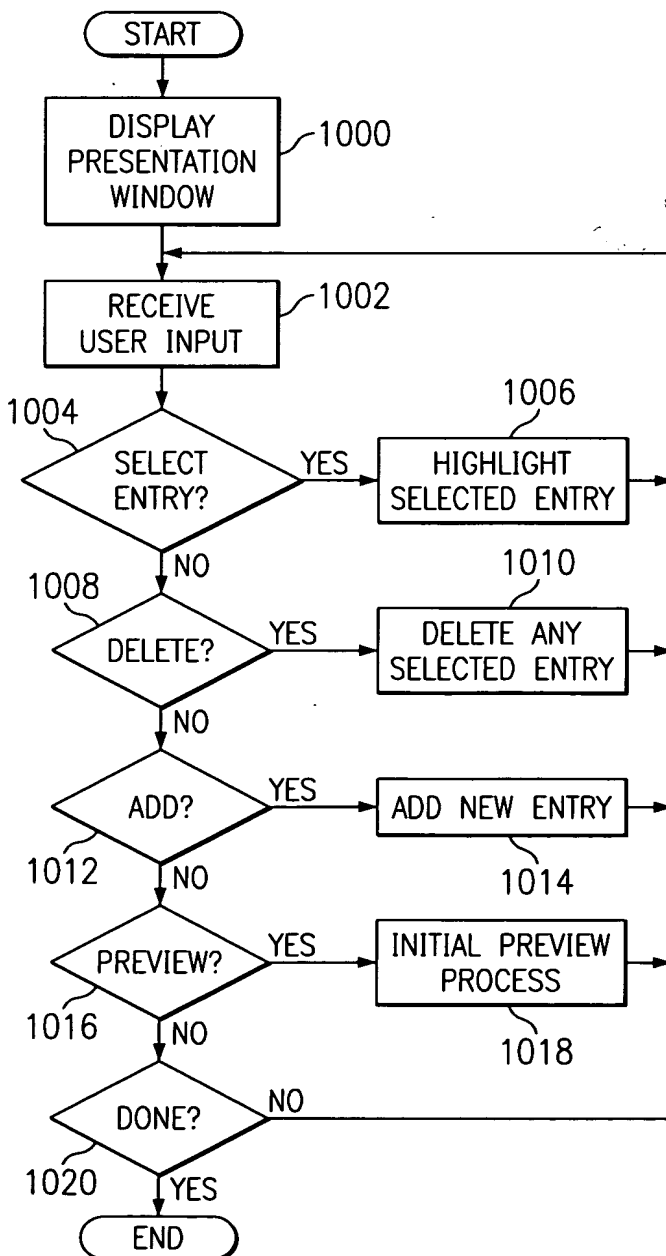 START
DISPLAY
PRESENTATION
WINDOW
1000
RECEIVE
USER INPUT
1002
1004
SELECT
ENTRY?
YES
1006
HIGHLIGHT
SELECTED ENTRY
NO
1008
DELETE?
YES
1010
DELETE ANY
SELECTED ENTRY
NO
ADD?
YES
ADD NEW ENTRY
1012
NO
1014
PREVIEW?
YES
INITIAL PREVIEW
PROCESS
1016
NO
1018
DONE?
NO
1020
YES
END